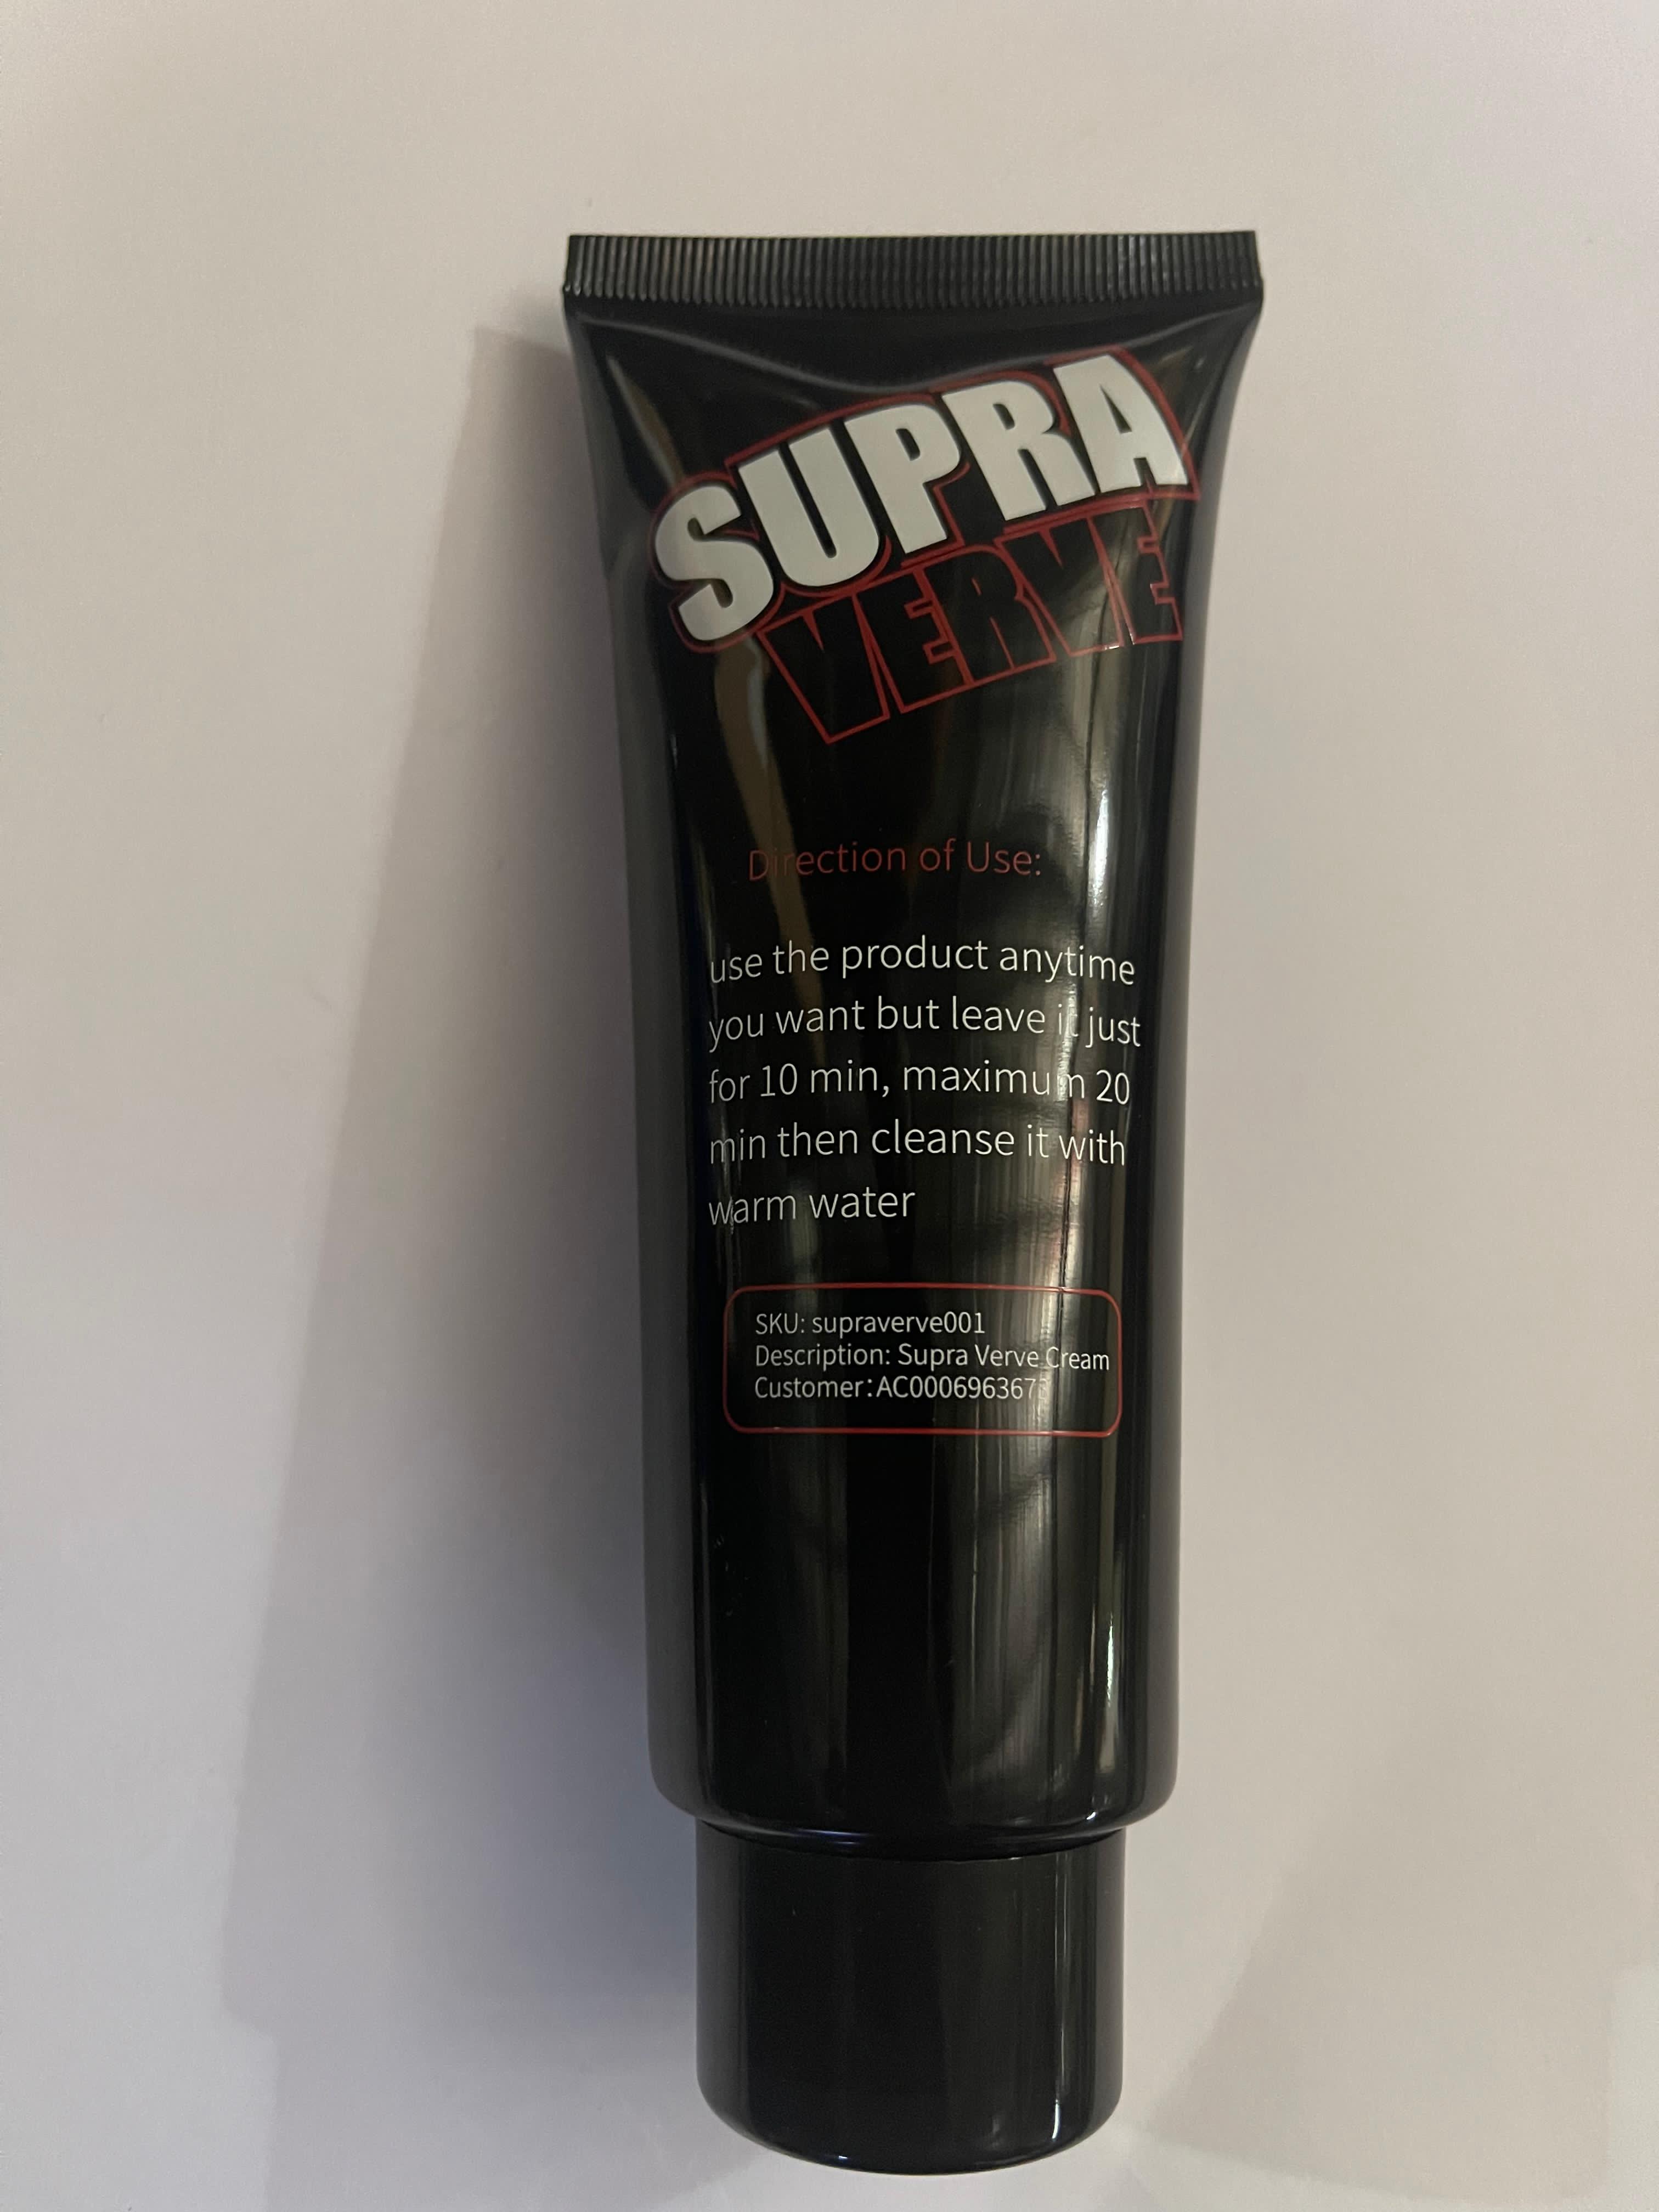 SUPRA
VERVE
Direction of Use:
use the product anytime
you want but leave it just
for 10 min, maximum 20
min then cleanse it with
warm water
SKU: supraverve001
Description: Supra Verve Cream
Customer: